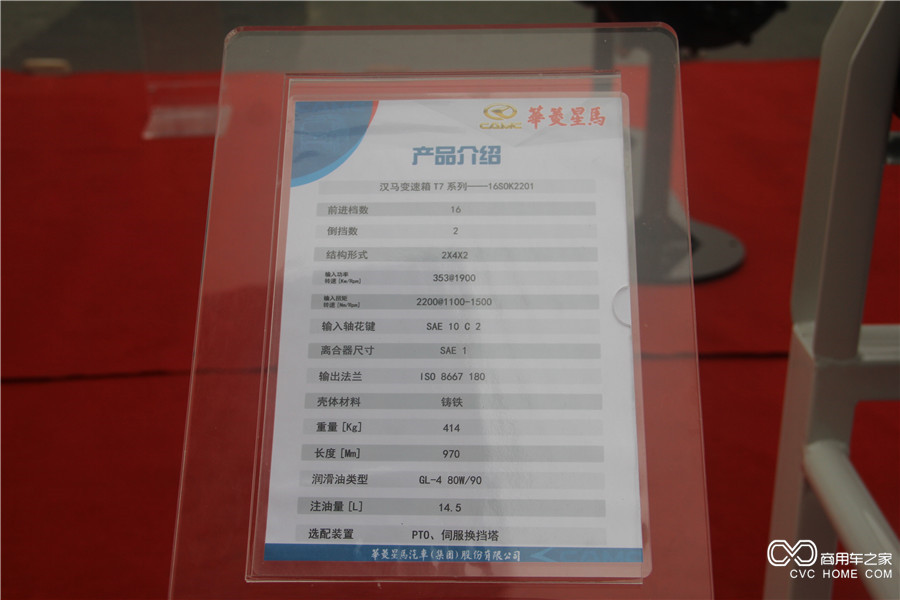 CAMC 華菱星馬
产品介绍
汉马变速箱 T7 系列——16SOK2201
前进档数 16
倒挡数 2
结构形式 2X4X2
输入功率 353@1900
转速 [Kw/Rpm]
输入扭矩 2200@1100-1500
转速 [Nm/Rpm]
输入轴花键 SAE 10 C 2
离合器尺寸 SAE 1
输出法兰 ISO 8667 180
壳体材料 铸铁
重量 [Kg] 414
长度 [Mm] 970
润滑油类型 GL-4 80W/90
注油量 [L] 14.5
选配装置 PTO、伺服换挡塔
華菱星馬汽車(集团)股份有限公司
商用车之家
CVC HOME COM